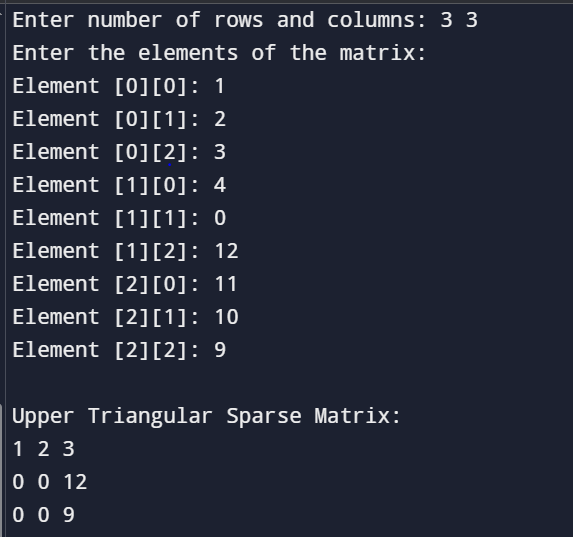 Enter number of rows and columns: 3 3
Enter the elements of the matrix:
Element [0][0]: 1
Element [0][1]: 2
Element [0][2]: 3
Element [1][0]: 4
Element [1][1]: 0
Element [1][2]: 12
Element [2][0]: 11
Element [2][1]: 10
Element [2][2]: 9
Upper Triangular Sparse Matrix:
1 2 3
0 0 12
0 0 9